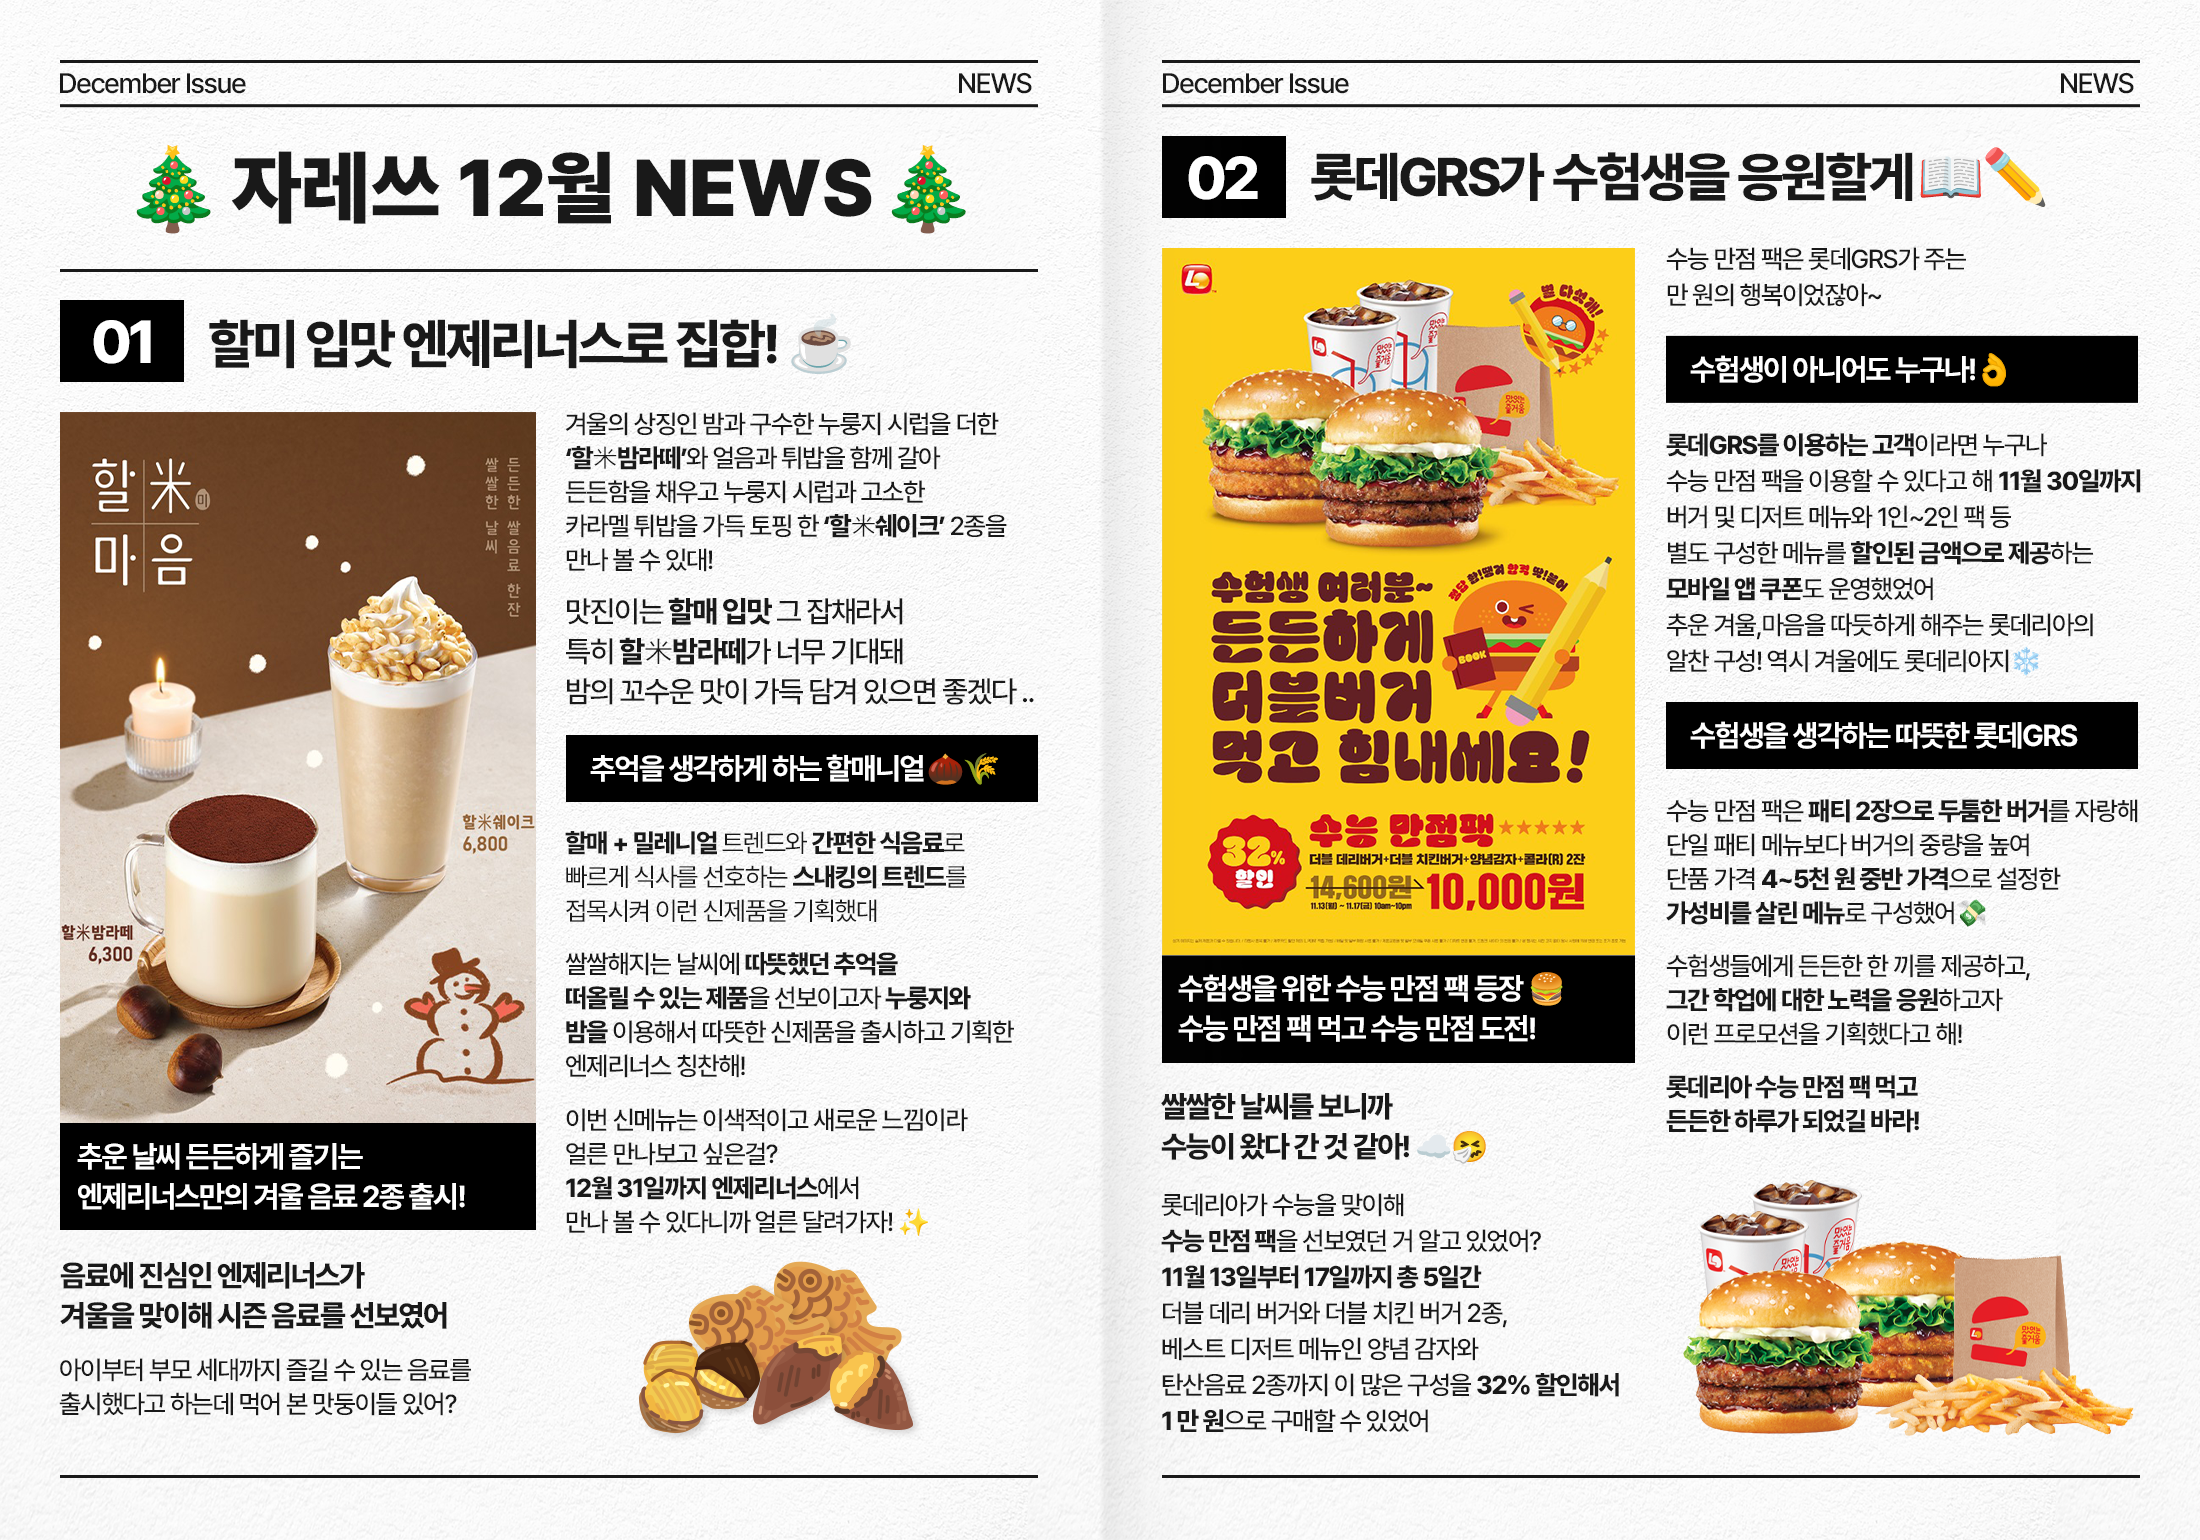 December Issue
NEWS
자레쓰 12월 NEWS
01
할미 입맛 엔제리너스로 집합!
할米
미
마음
든든한 쌀음료 한잔
쌀쌀한 날씨
할米쉐이크
6,800
할米밤라떼
6,300
추운 날씨 든든하게 즐기는
엔제리너스만의 겨울 음료 2종 출시!
음료에 진심인 엔제리너스가
겨울을 맞이해 시즌 음료를 선보였어
아이부터 부모 세대까지 즐길 수 있는 음료를
출시했다고 하는데 먹어 본 맛둥이들 있어?
겨울의 상징인 밤과 구수한 누룽지 시럽을 더한
‘할米밤라떼’와 얼음과 튀밥을 함께 갈아
든든함을 채우고 누룽지 시럽과 고소한
카라멜 튀밥을 가득 토핑 한 ‘할米쉐이크’ 2종을
만나 볼 수 있대!
맛진이는 할매 입맛 그 잡채라서
특히 할米밤라떼가 너무 기대돼
밤의 꼬수운 맛이 가득 담겨 있으면 좋겠다 ..
추억을 생각하게 하는 할매니얼
할매 + 밀레니얼 트렌드와 간편한 식음료로
빠르게 식사를 선호하는 스내킹의 트렌드를
접목시켜 이런 신제품을 기획했대
쌀쌀해지는 날씨에 따뜻했던 추억을
떠올릴 수 있는 제품을 선보이고자 누룽지와
밤을 이용해서 따뜻한 신제품을 출시하고 기획한
엔제리너스 칭찬해!
이번 신메뉴는 이색적이고 새로운 느낌이라
얼른 만나보고 싶은걸?
12월 31일까지 엔제리너스에서
만나 볼 수 있다니까 얼른 달려가자!
December Issue
NEWS
02
롯데GRS가 수험생을 응원할게
별 다섯개!
맛있는
즐거움
정답 완!땡겨 합격 딱!붙어
BOOK
수험생 여러분~
든든하게
더블버거
먹고 힘내세요!
32%
할인
수능 만점팩
더블 데리버거+더블 치킨버거+양념감자+콜라(R) 2잔
14,600원
10,000원
11.13(월) ~ 11.17(금) 10am~10pm
수험생을 위한 수능 만점 팩 등장
수능 만점 팩 먹고 수능 만점 도전!
쌀쌀한 날씨를 보니까
수능이 왔다 간 것 같아!
롯데리아가 수능을 맞이해
수능 만점 팩을 선보였던 거 알고 있었어?
11월 13일부터 17일까지 총 5일간
더블 데리 버거와 더블 치킨 버거 2종,
베스트 디저트 메뉴인 양념 감자와
탄산음료 2종까지 이 많은 구성을 32% 할인해서
1만 원으로 구매할 수 있었어
수능 만점 팩은 롯데GRS가 주는
만 원의 행복이었잖아~
수험생이 아니어도 누구나!
롯데GRS를 이용하는 고객이라면 누구나
수능 만점 팩을 이용할 수 있다고 해 11월 30일까지
버거 및 디저트 메뉴와 1인~2인 팩 등
별도 구성한 메뉴를 할인된 금액으로 제공하는
모바일 앱 쿠폰도 운영했었어
추운 겨울,마음을 따듯하게 해주는 롯데리아의
알찬 구성! 역시 겨울에도 롯데리아지
수험생을 생각하는 따뜻한 롯데GRS
수능 만점 팩은 패티 2장으로 두툼한 버거를 자랑해
단일 패티 메뉴보다 버거의 중량을 높여
단품 가격 4~5천 원 중반 가격으로 설정한
가성비를 살린 메뉴로 구성했어
수험생들에게 든든한 한 끼를 제공하고,
그간 학업에 대한 노력을 응원하고자
이런 프로모션을 기획했다고 해!
롯데리아 수능 만점 팩 먹고
든든한 하루가 되었길 바라!
맛있는
즐거움